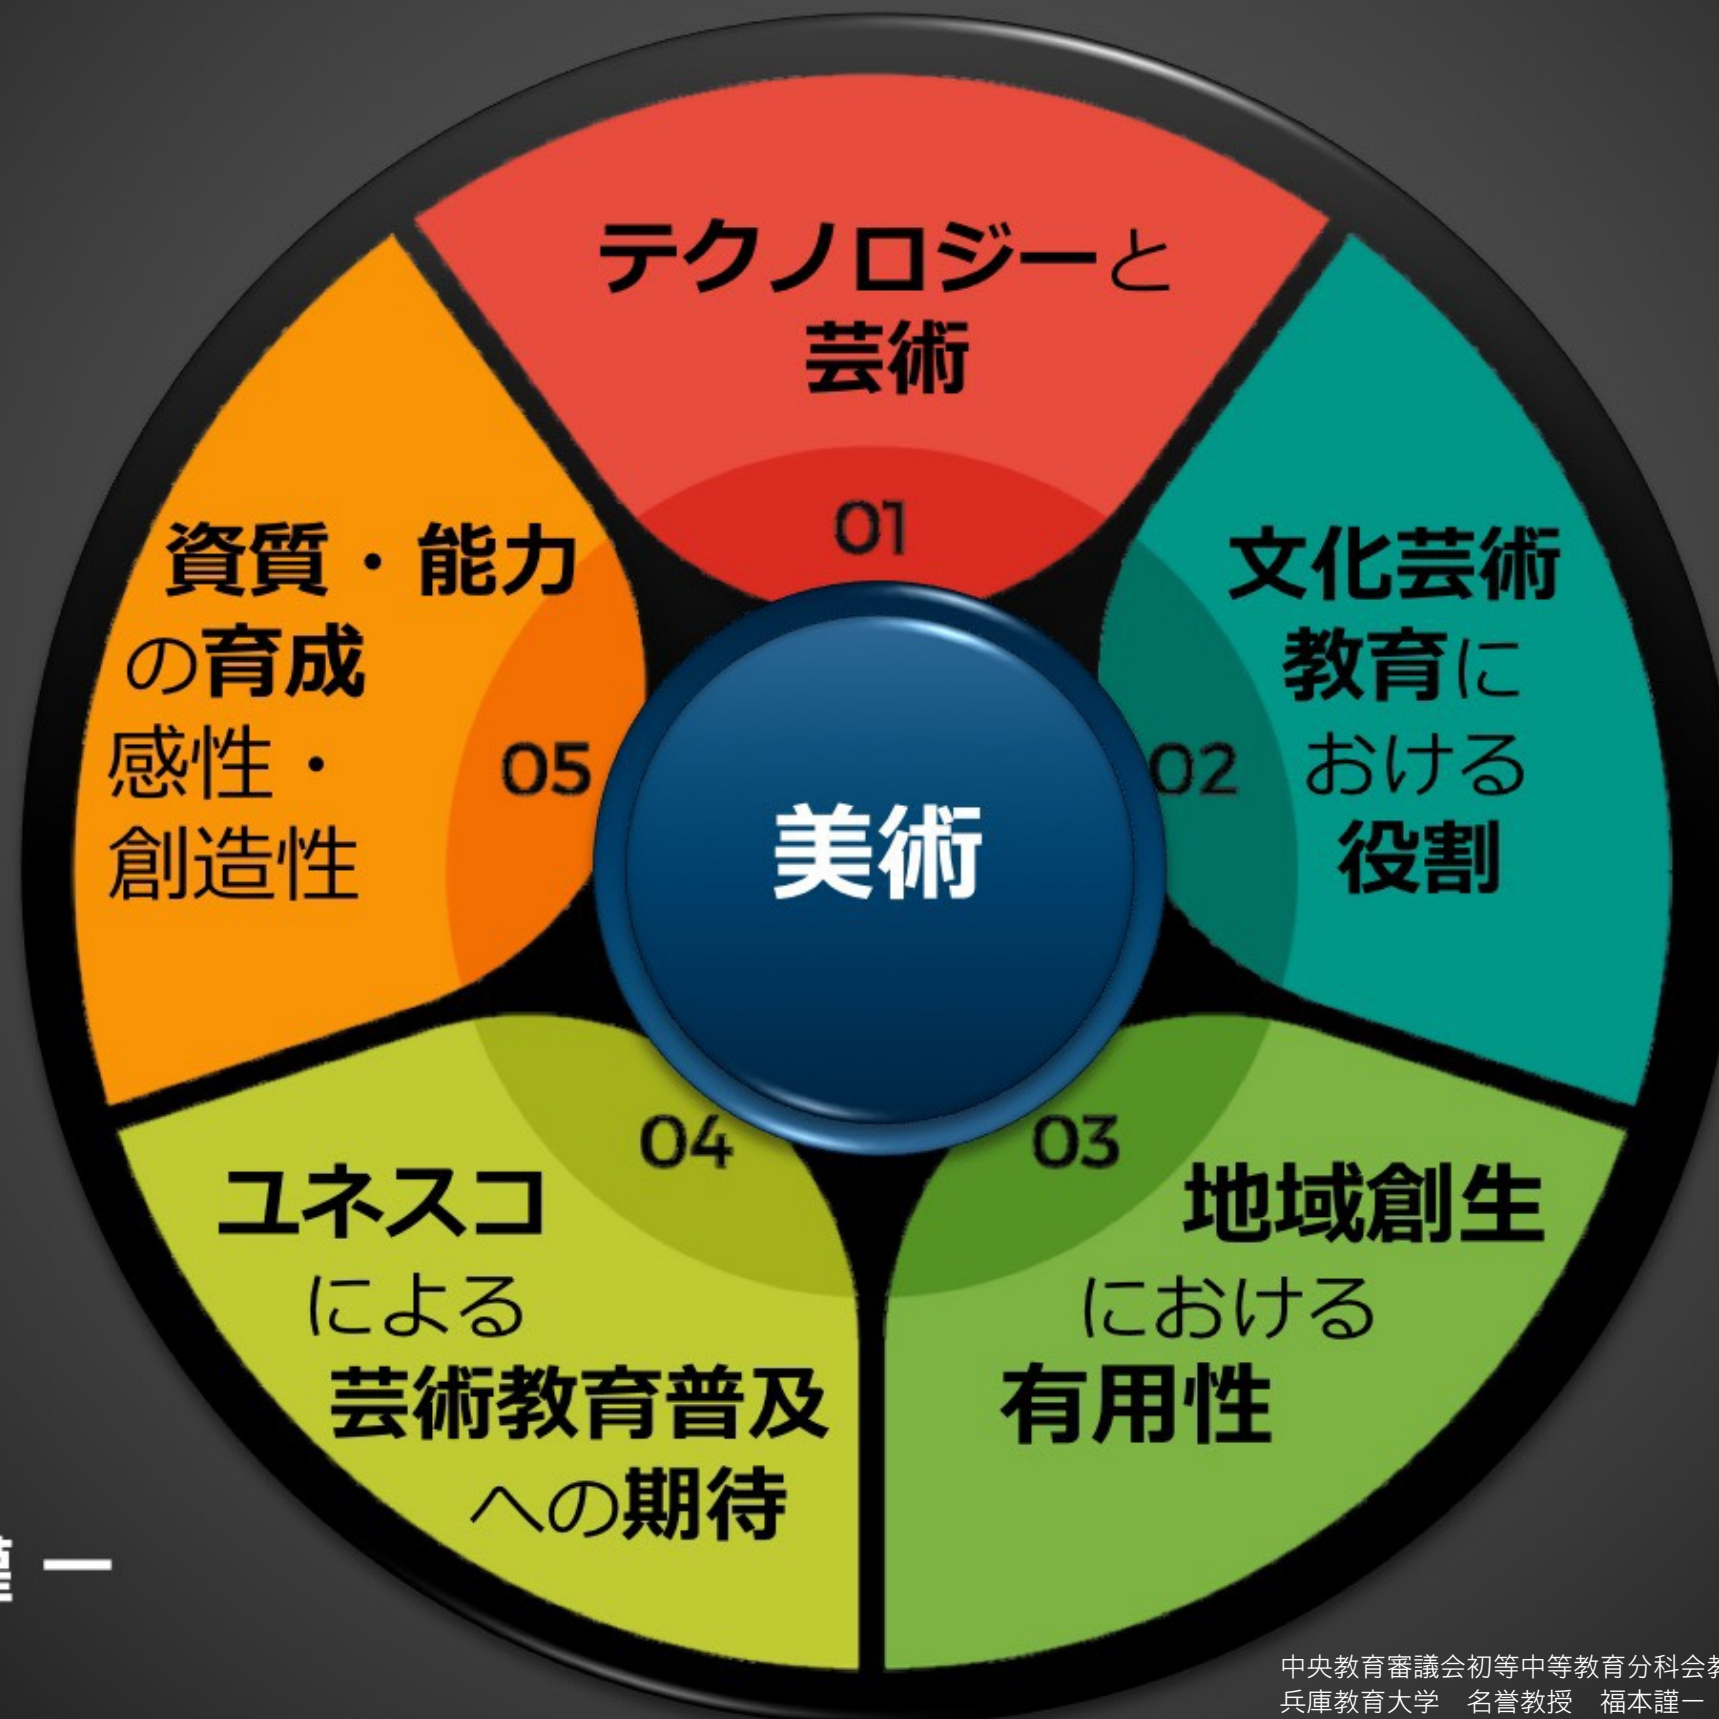 テクノロジーと
芸術
01
文化芸術
教育に
おける
役割
02
03
地域創生
における
有用性
04
ユネスコ
による
芸術教育普及
への期待
資質・能力
の育成
感性・
創造性
05
美術
謹一
中央教育審議会初等中等教育分科会教
兵庫教育大学　名誉教授　福本謹一